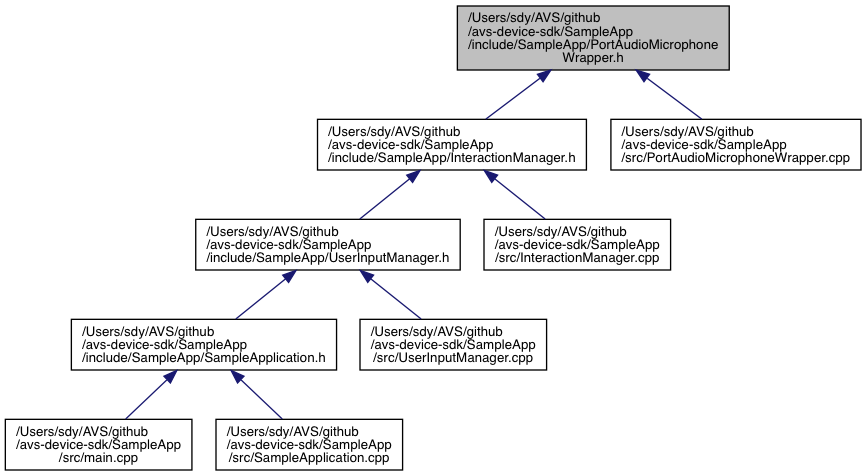 /Users/sdy/AVS/github
/avs-device-sdk/SampleApp
/include/SampleApp/PortAudioMicrophone
Wrapper.h
/Users/sdy/AVS/github
/avs-device-sdk/SampleApp
/include/SampleApp/InteractionManager.h
/Users/sdy/AVS/github
/avs-device-sdk/SampleApp
/src/PortAudioMicrophoneWrapper.cpp
/Users/sdy/AVS/github
/avs-device-sdk/SampleApp
/include/SampleApp/UserInputManager.h
/Users/sdy/AVS/github
/avs-device-sdk/SampleApp
/src/InteractionManager.cpp
/Users/sdy/AVS/github
/avs-device-sdk/SampleApp
/include/SampleApp/SampleApplication.h
/Users/sdy/AVS/github
/avs-device-sdk/SampleApp
/src/UserInputManager.cpp
/Users/sdy/AVS/github
/avs-device-sdk/SampleApp
/src/main.cpp
/Users/sdy/AVS/github
/avs-device-sdk/SampleApp
/src/SampleApplication.cpp